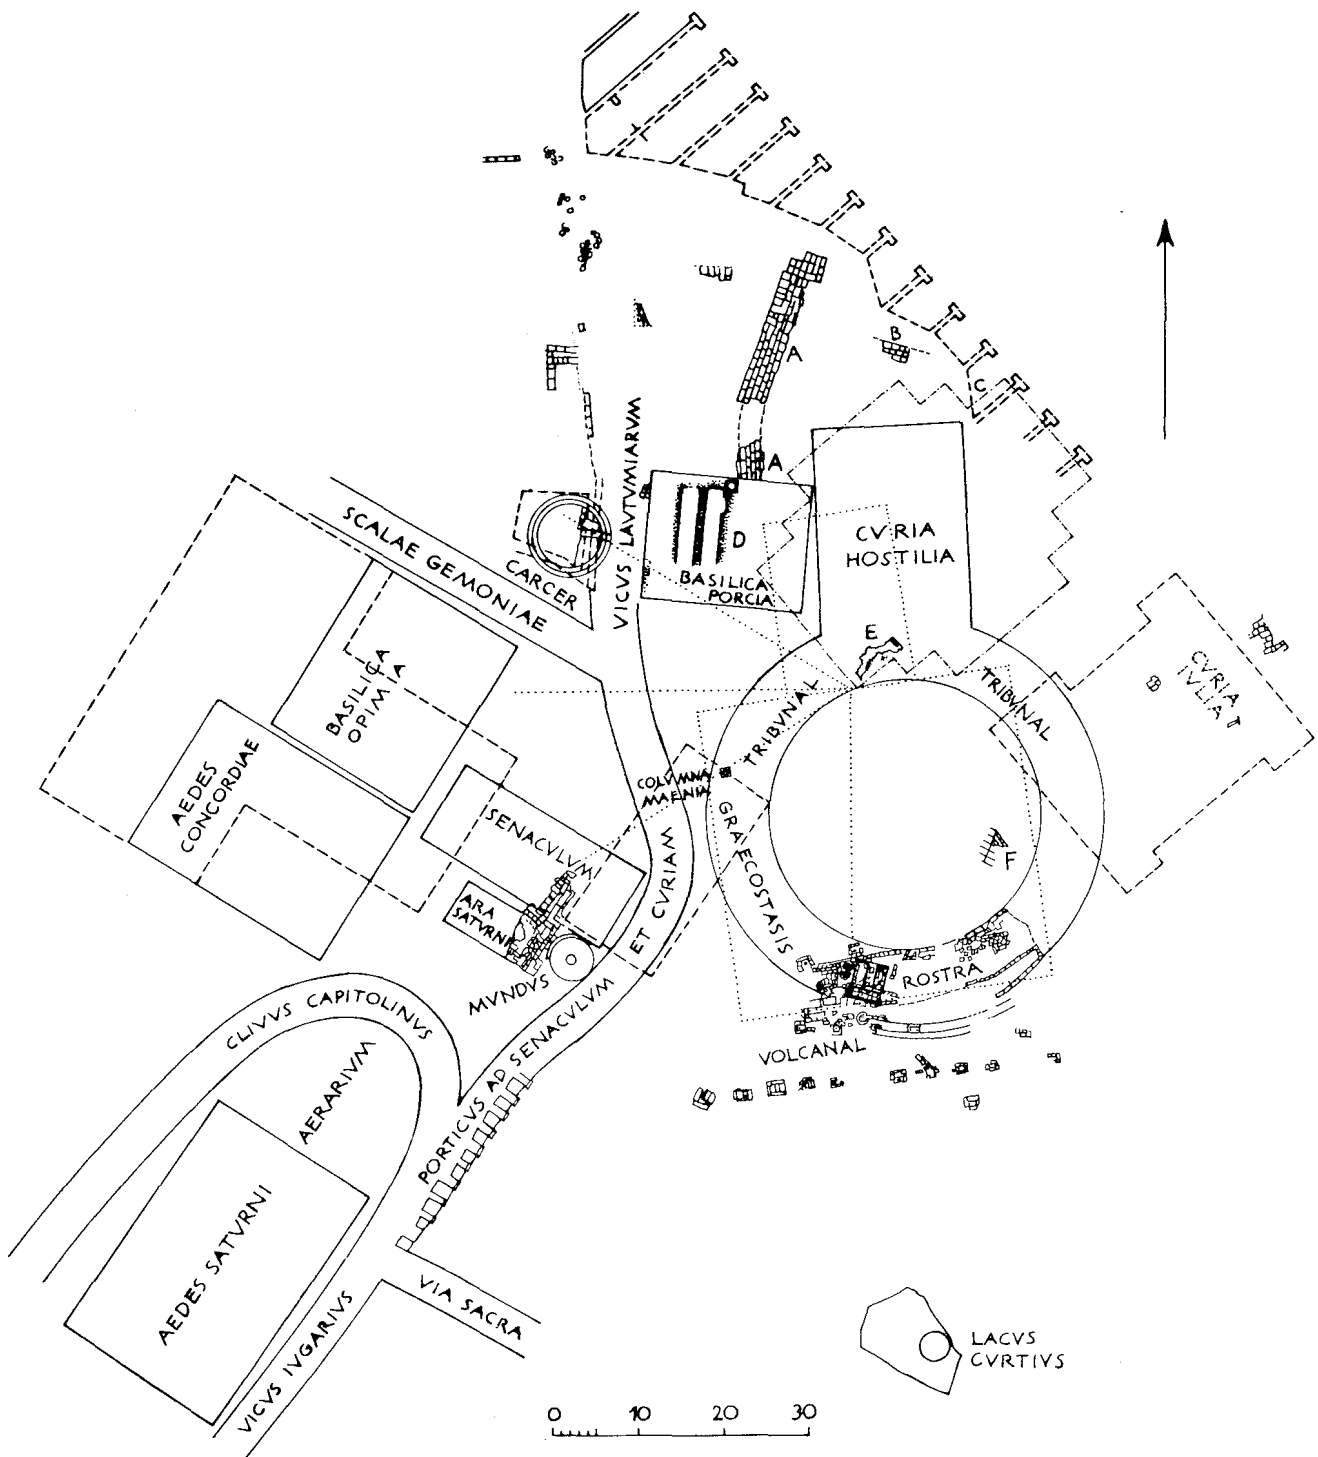 B
A
C
A
VICVS LAVTVMIARVM
SCALAE GEMONIAE
CARCER
D
BASILICA
PORCIA
CVRIA
HOSTILIA
E
TRIBVNAL
TRIBVNAL
CVRIA
IVLIA
BASILICA
OPIMIA
AEDES
CONCORDIAE
COLVMNA
MAENIA
SENACVLVM
GRAECOSTASIS
F
ARA
SATVRNI
MVNDVS
ROSTRA
VOLCANAL
CLIVVS CAPITOLINVS
PORTICVS AD SENACVLVM ET CVRIAM
AERARIVM
AEDES SATVRNI
VIA SACRA
VICVS IVGARIVS
LACVS
CVRTIVS
0 10 20 30